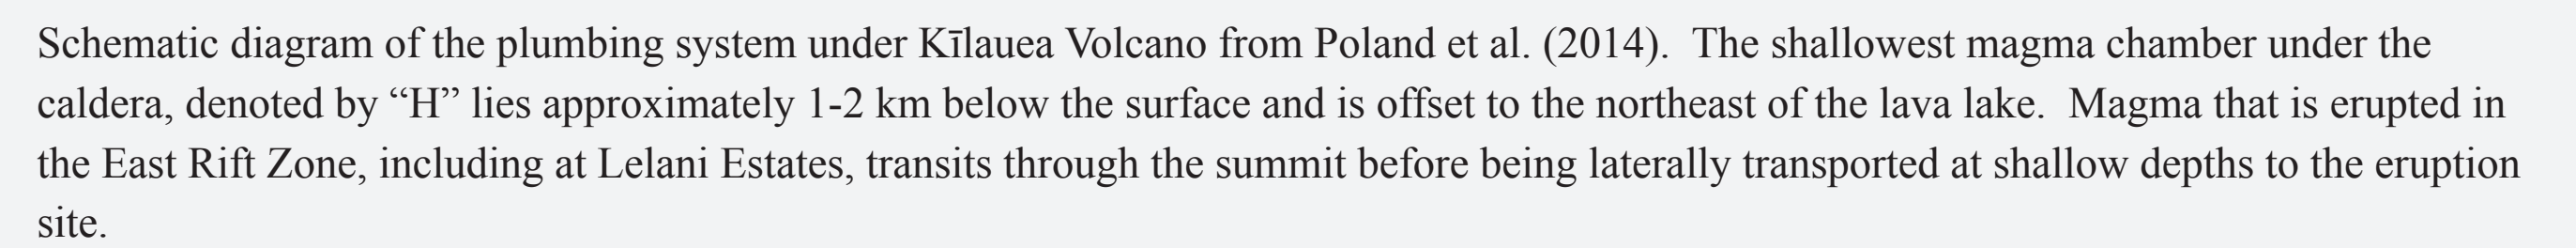 Schematic diagram of the plumbing system under Kīlauea Volcano from Poland et al. (2014).  The shallowest magma chamber under the
caldera, denoted by “H” lies approximately 1-2 km below the surface and is offset to the northeast of the lava lake.  Magma that is erupted in
the East Rift Zone, including at Lelani Estates, transits through the summit before being laterally transported at shallow depths to the eruption
site.